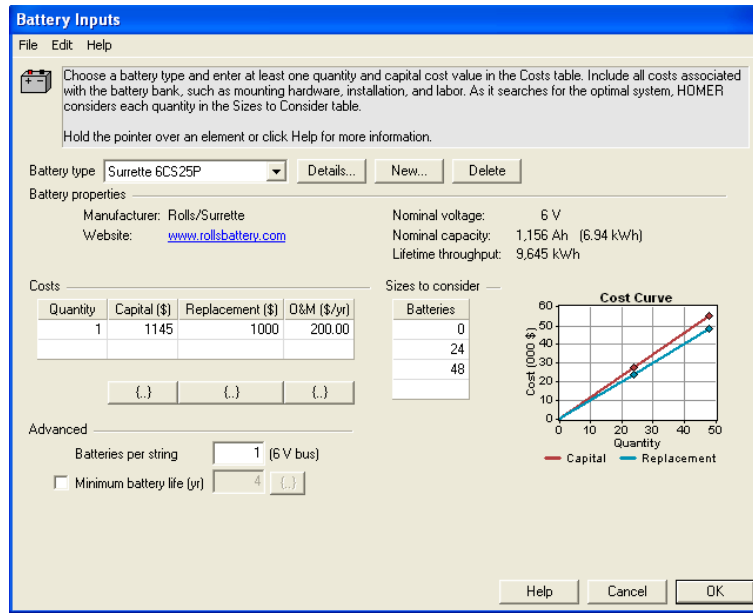 Battery Inputs
File Edit Help
Choose a battery type and enter at least one quantity and capital cost value in the Costs table. Include all costs associated
with the battery bank, such as mounting hardware, installation, and labor. As it searches for the optimal system, HOMER
considers each quantity in the Sizes to Consider table.
Hold the pointer over an element or click Help for more information.
Battery type Surrette 6CS25P Details... New... Delete
Battery properties
Manufacturer: Rolls/Surrette Nominal voltage: 6 V
Website: www.rollsbattery.com Nominal capacity: 1,156 Ah (6.94 kWh)
Lifetime throughput: 9,645 kWh
Costs Sizes to consider
Quantity Capital ($) Replacement ($) O&M ($/yr) Batteries
1 1145 1000 200.00 0
24
48
{..} {..} {..}
Cost Curve
Cost (000 $)
60
50
40
30
20
10
0
0 10 20 30 40 50
Quantity
Capital Replacement
Advanced
Batteries per string 1 (6 V bus)
Minimum battery life (yr) 4 {..}
Help Cancel OK